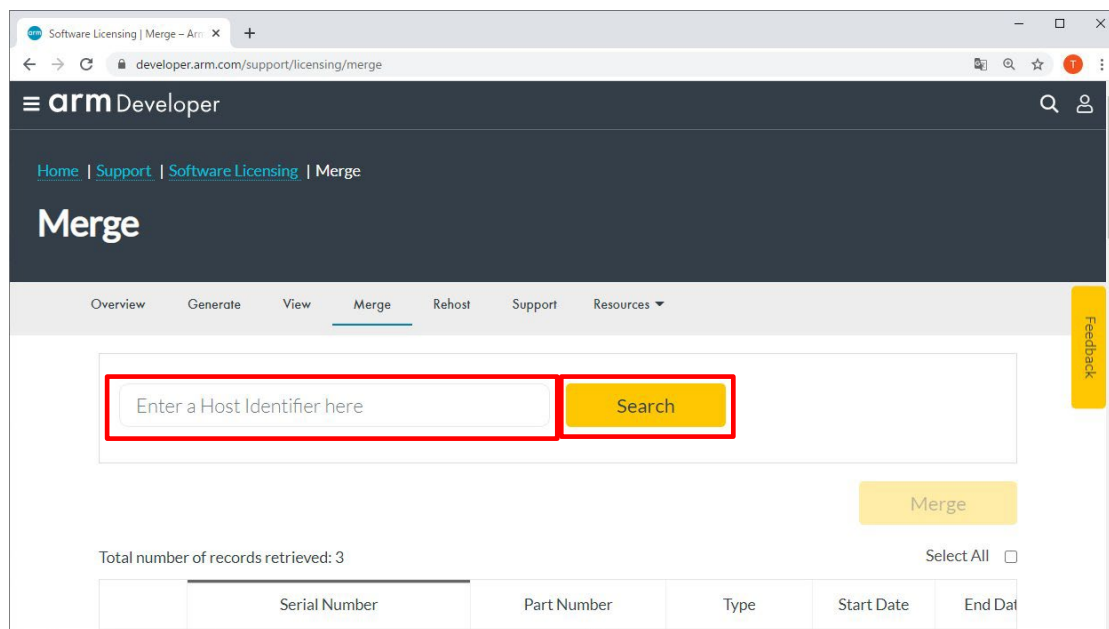 Software Licensing | Merge – Arm
developer.arm.com/support/licensing/merge
T
arm Developer
Home | Support | Software Licensing | Merge
Merge
Overview Generate View Merge Rehost Support Resources
Feedback
Enter a Host Identifier here Search
Merge
Total number of records retrieved: 3 Select All
Serial Number Part Number Type Start Date End Dat